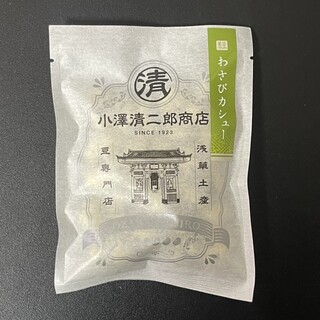 清
小澤清二郎商店
SINCE 1923
浅草土産
豆専門店
豆
わさびカシュー